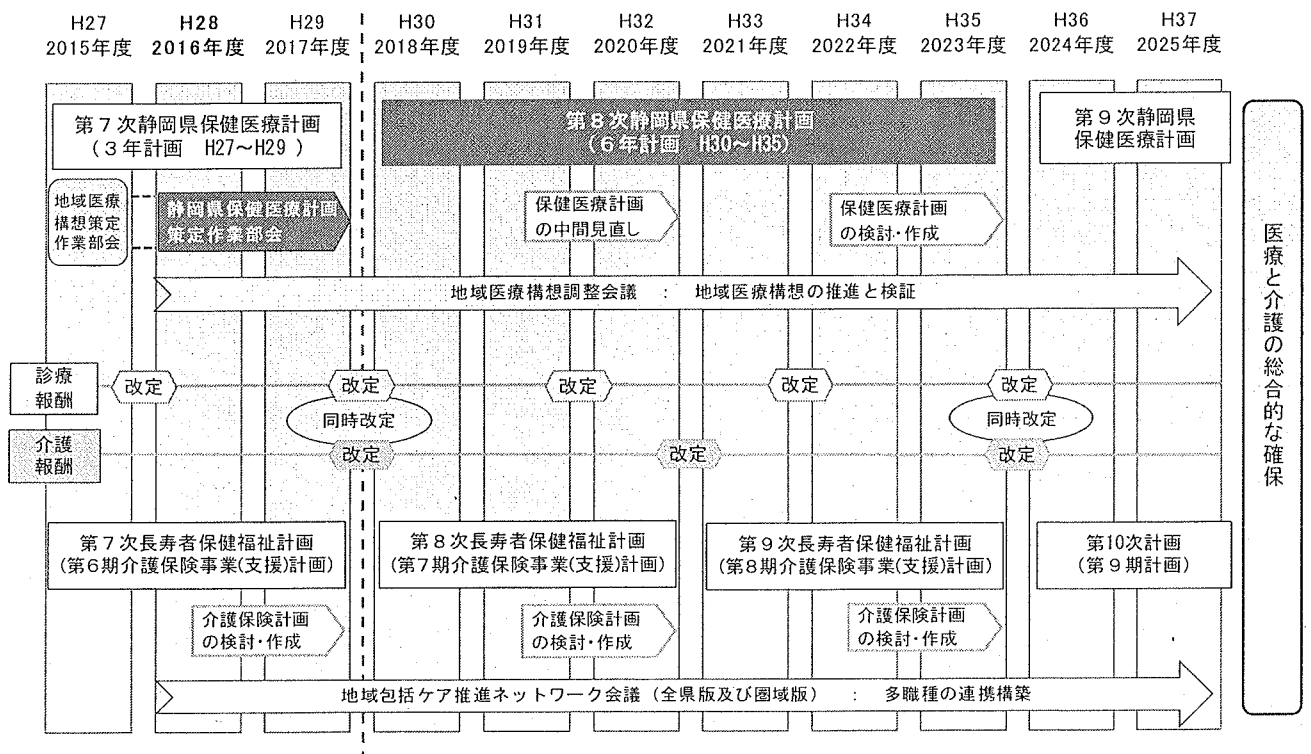 H27 H28 H29 H30 H31 H32 H33 H34 H35 H36 H37
2015年度 2016年度 2017年度 2018年度 2019年度 2020年度 2021年度 2022年度 2023年度 2024年度 2025年度
第7次静岡県保健医療計画
(3年計画 H27~H29 )
第8次静岡県保健医療計画
(6年計画 H30~H35)
第9次静岡県
保健医療計画
地域医療
構想策定
作業部会
静岡県保健医療計画
策定作業部会
保健医療計画
の中間見直し
保健医療計画
の検討・作成
地域医療構想調整会議 : 地域医療構想の推進と検証
診療
報酬
改定 改定 改定 改定 改定
同時改定 同時改定
介護
報酬
改定 改定 改定
第7次長寿者保健福祉計画
(第6期介護保険事業(支援)計画)
第8次長寿者保健福祉計画
(第7期介護保険事業(支援)計画)
第9次長寿者保健福祉計画
(第8期介護保険事業(支援)計画)
第10次計画
(第9期計画)
介護保険計画
の検討・作成
介護保険計画
の検討・作成
介護保険計画
の検討・作成
地域包括ケア推進ネットワーク会議(全県版及び圏域版) : 多職種の連携構築
医療と介護の総合的な確保